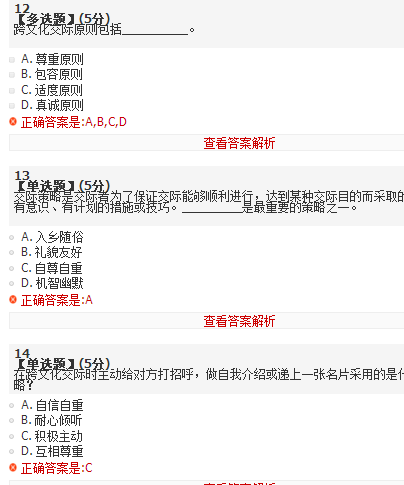 12
【多选题】(5分)
跨文化交际原则包括__________。
A. 尊重原则
B. 包容原则
C. 适度原则
D. 真诚原则
正确答案是:A,B,C,D
查看答案解析
13
【单选题】(5分)
交际策略是交际者为了保证交际能够顺利进行，达到某种交际目的而采取的
有意识、有计划的措施或技巧。_________是最重要的策略之一。
A. 入乡随俗
B. 礼貌友好
C. 自尊自重
D. 机智幽默
正确答案是:A
查看答案解析
14
【单选题】(5分)
在跨文化交际时主动给对方打招呼，做自我介绍或递上一张名片采用的是什
略？
A. 自信自重
B. 耐心倾听
C. 积极主动
D. 互相尊重
正确答案是:C